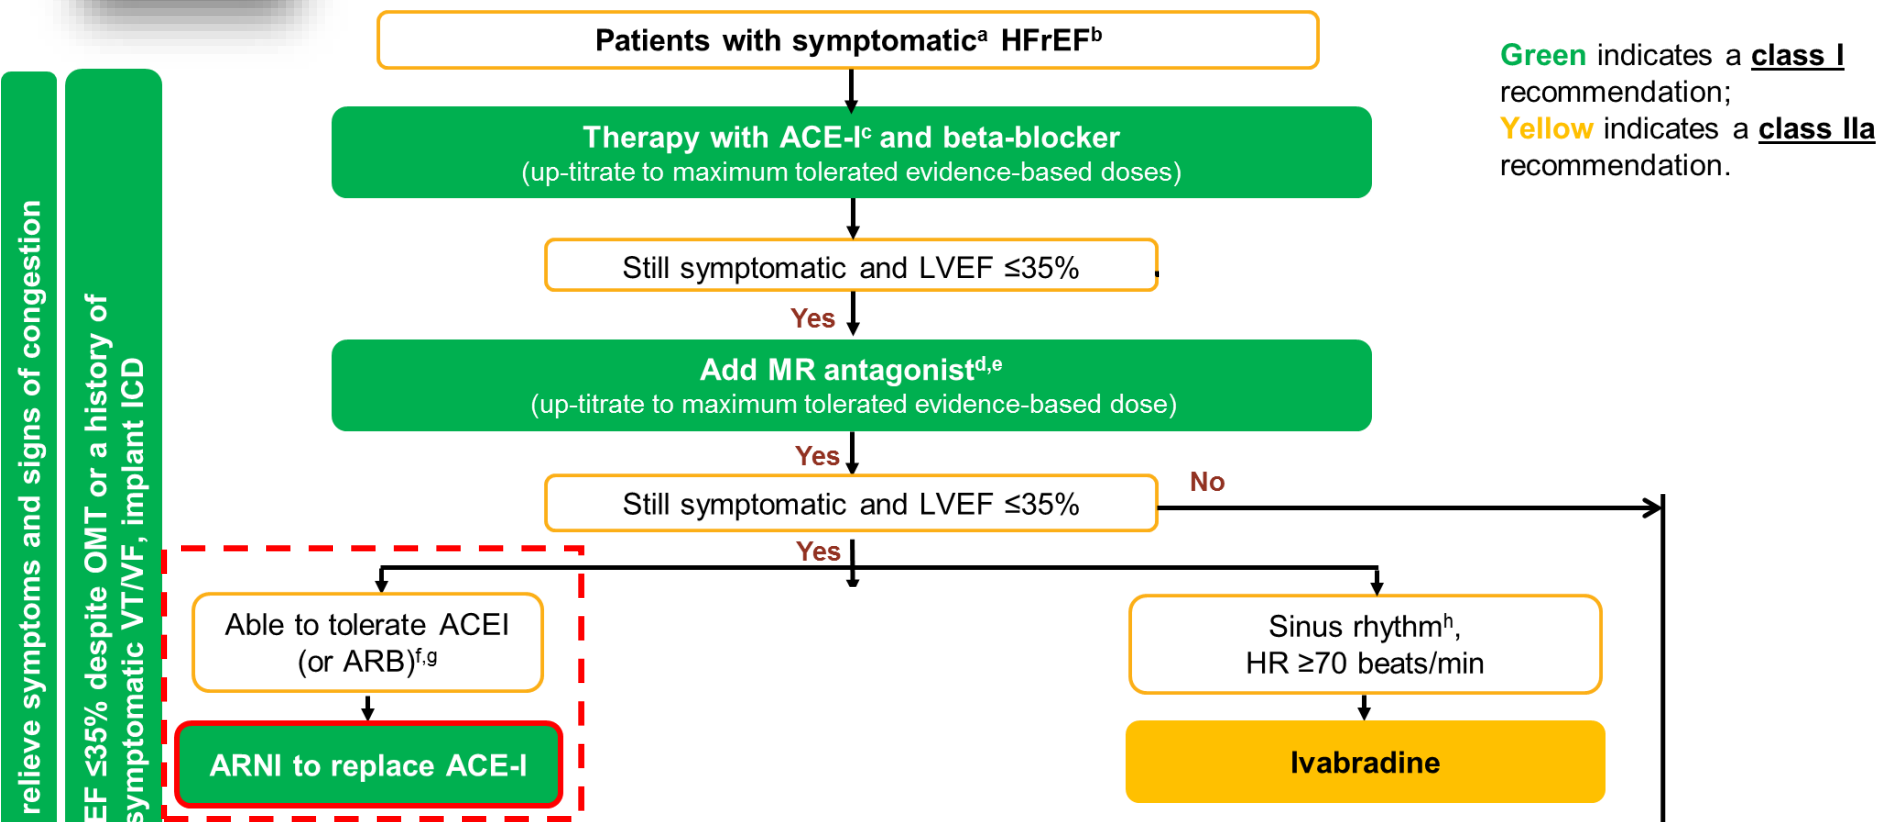 Patients with symptomaticᵃ HFrEFᵇ
Green indicates a class I
recommendation;
Yellow indicates a class IIa
recommendation.
Therapy with ACE-Iᶜ and beta-blocker
(up-titrate to maximum tolerated evidence-based doses)
Still symptomatic and LVEF ≤35%
Yes
Add MR antagonistᵈ,ᵉ
(up-titrate to maximum tolerated evidence-based dose)
Yes
Still symptomatic and LVEF ≤35%
No
Yes
Able to tolerate ACEI
(or ARB)ᶠ,ᵍ
ARNI to replace ACE-I
Sinus rhythmʰ,
HR ≥70 beats/min
Ivabradine
relieve symptoms and signs of congestion
EF ≤35% despite OMT or a history of
symptomatic VT/VF, implant ICD